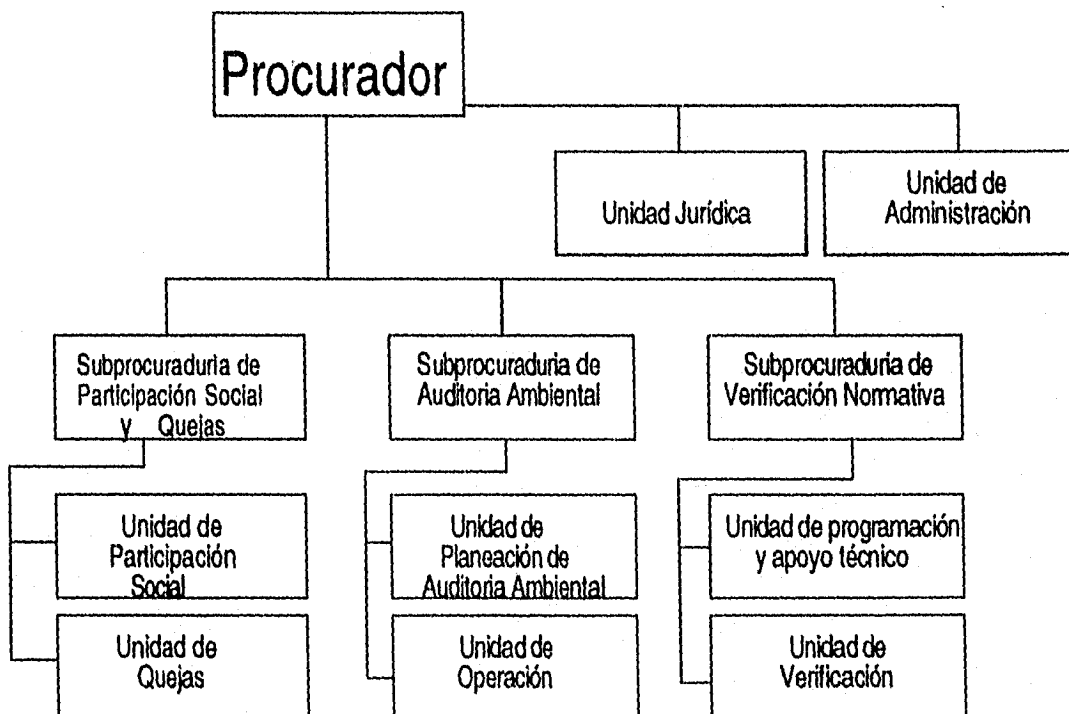 Procurador
Unidad Jurídica
Unidad de
Administración
Subprocuraduria de
Participación Social
y Quejas
Subprocuraduria de
Auditoria Ambiental
Subprocuraduria de
Verificación Normativa
Unidad de
Participación
Social
Unidad de
Planeación de
Auditoria Ambiental
Unidad de programación
y apoyo técnico
Unidad de
Quejas
Unidad de
Operación
Unidad de
Verificación